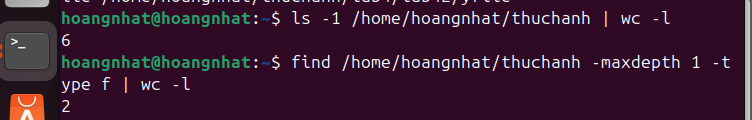 hoangnhat@hoangnhat:~$ ls -1 /home/hoangnhat/thuchanh | wc -l
6
hoangnhat@hoangnhat:~$ find /home/hoangnhat/thuchanh -maxdepth 1 -t
ype f | wc -l
2